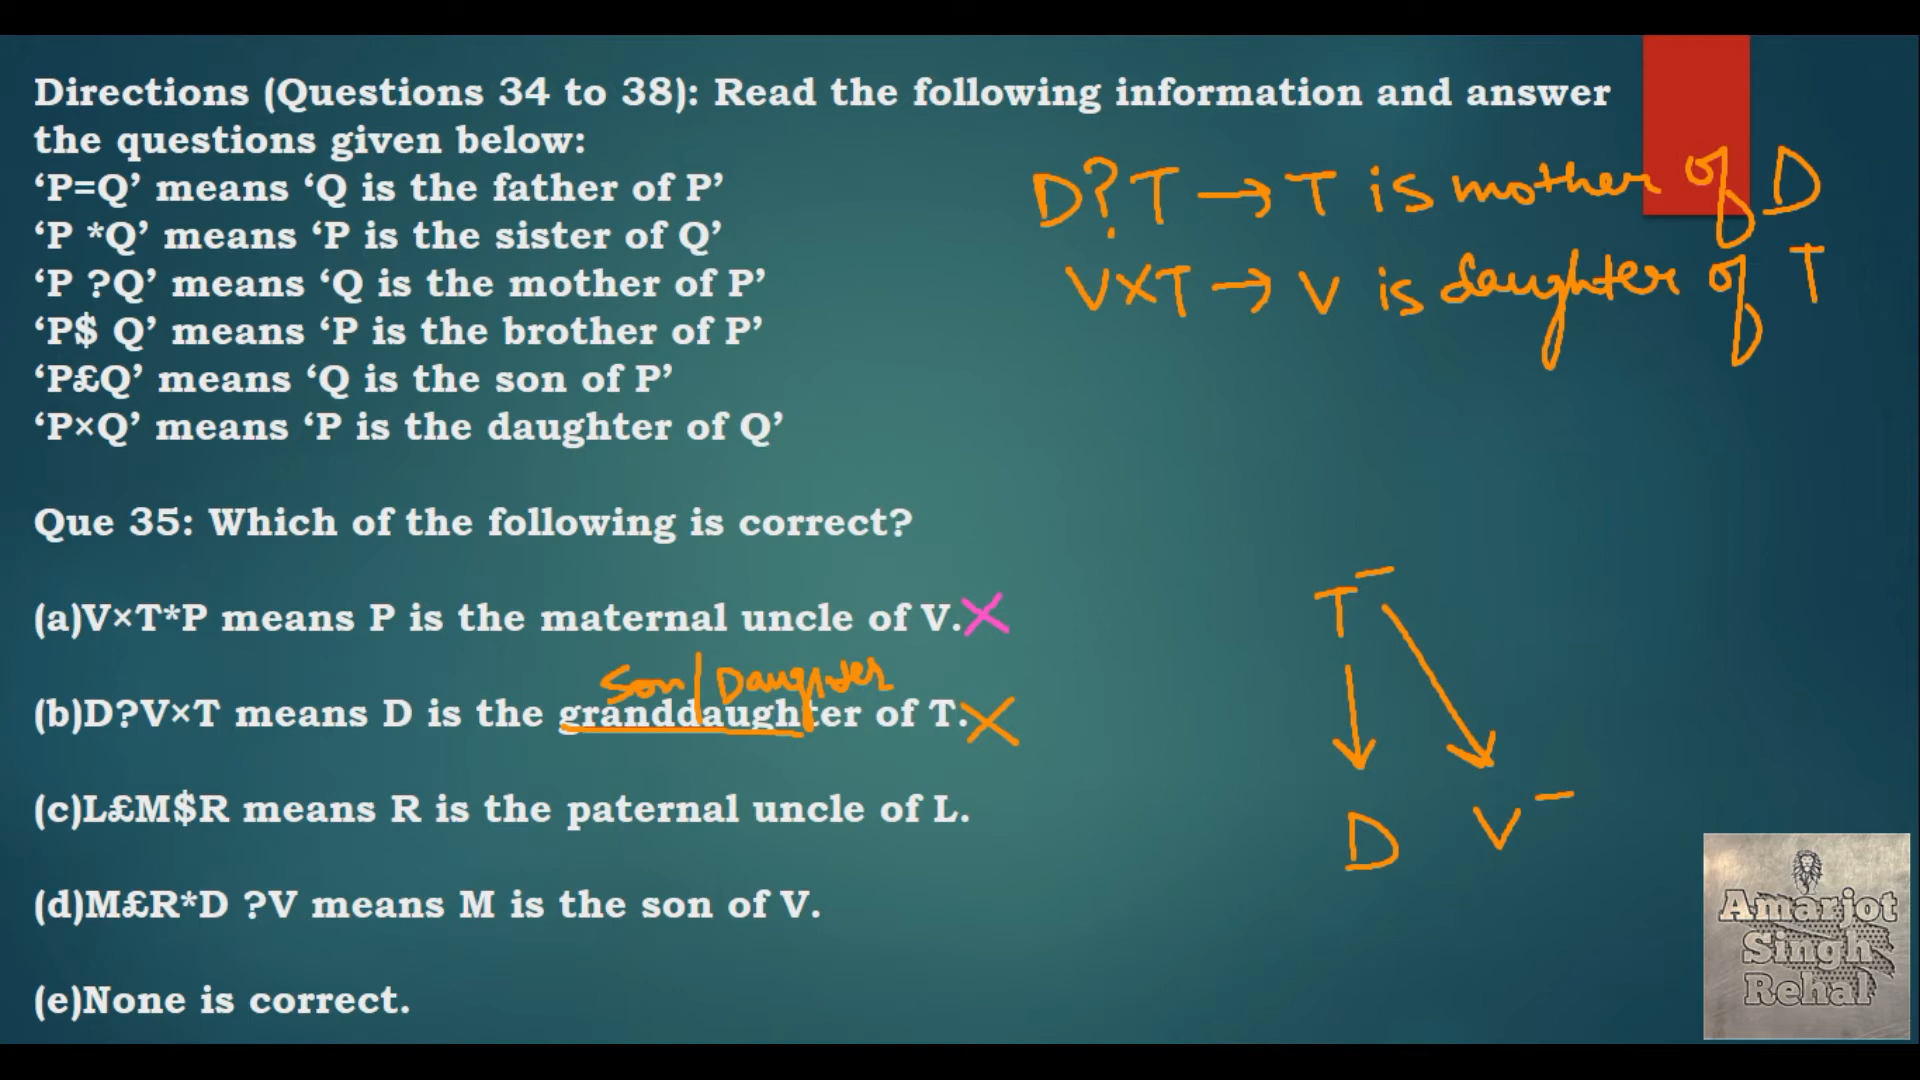 Directions (Questions 34 to 38): Read the following information and answer
the questions given below:
‘P=Q’ means ‘Q is the father of P’
‘P *Q’ means ‘P is the sister of Q’
‘P ?Q’ means ‘Q is the mother of P’
‘P$ Q’ means ‘P is the brother of P’
‘P£Q’ means ‘Q is the son of P’
‘P×Q’ means ‘P is the daughter of Q’
D?T → T is mother of D
V×T → V is daughter of T
Que 35: Which of the following is correct?
(a)V×T*P means P is the maternal uncle of V.
Son/Daughter
(b)D?V×T means D is the granddaughter of T.
(c)L£M$R means R is the paternal uncle of L.
(d)M£R*D ?V means M is the son of V.
(e)None is correct.
T
D V
Amarjot
Singh
Rehal